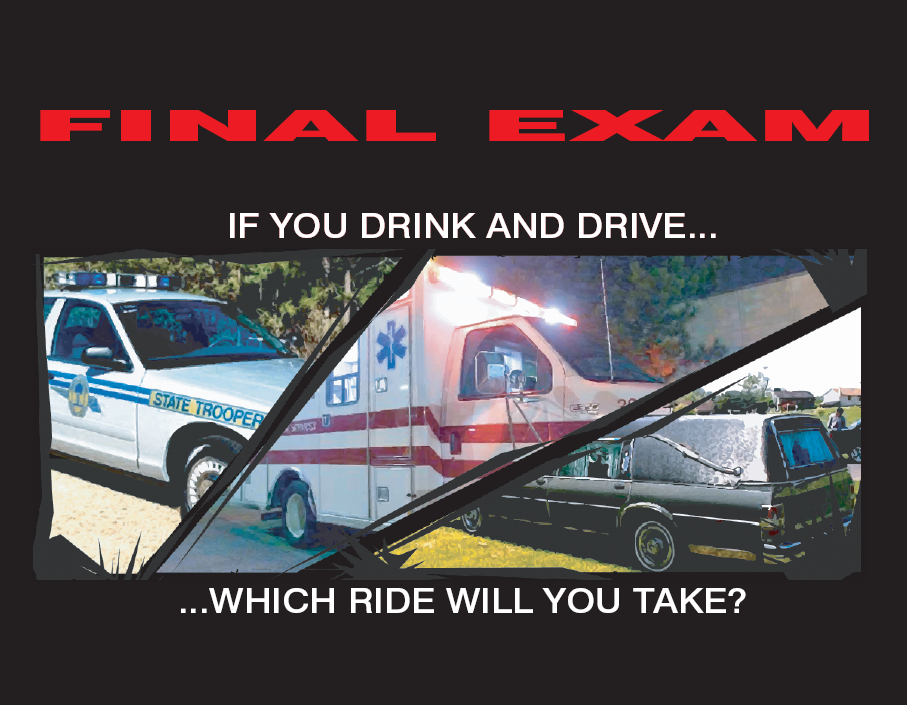 FINAL EXAM
IF YOU DRINK AND DRIVE...
STATE TROOPER
...WHICH RIDE WILL YOU TAKE?